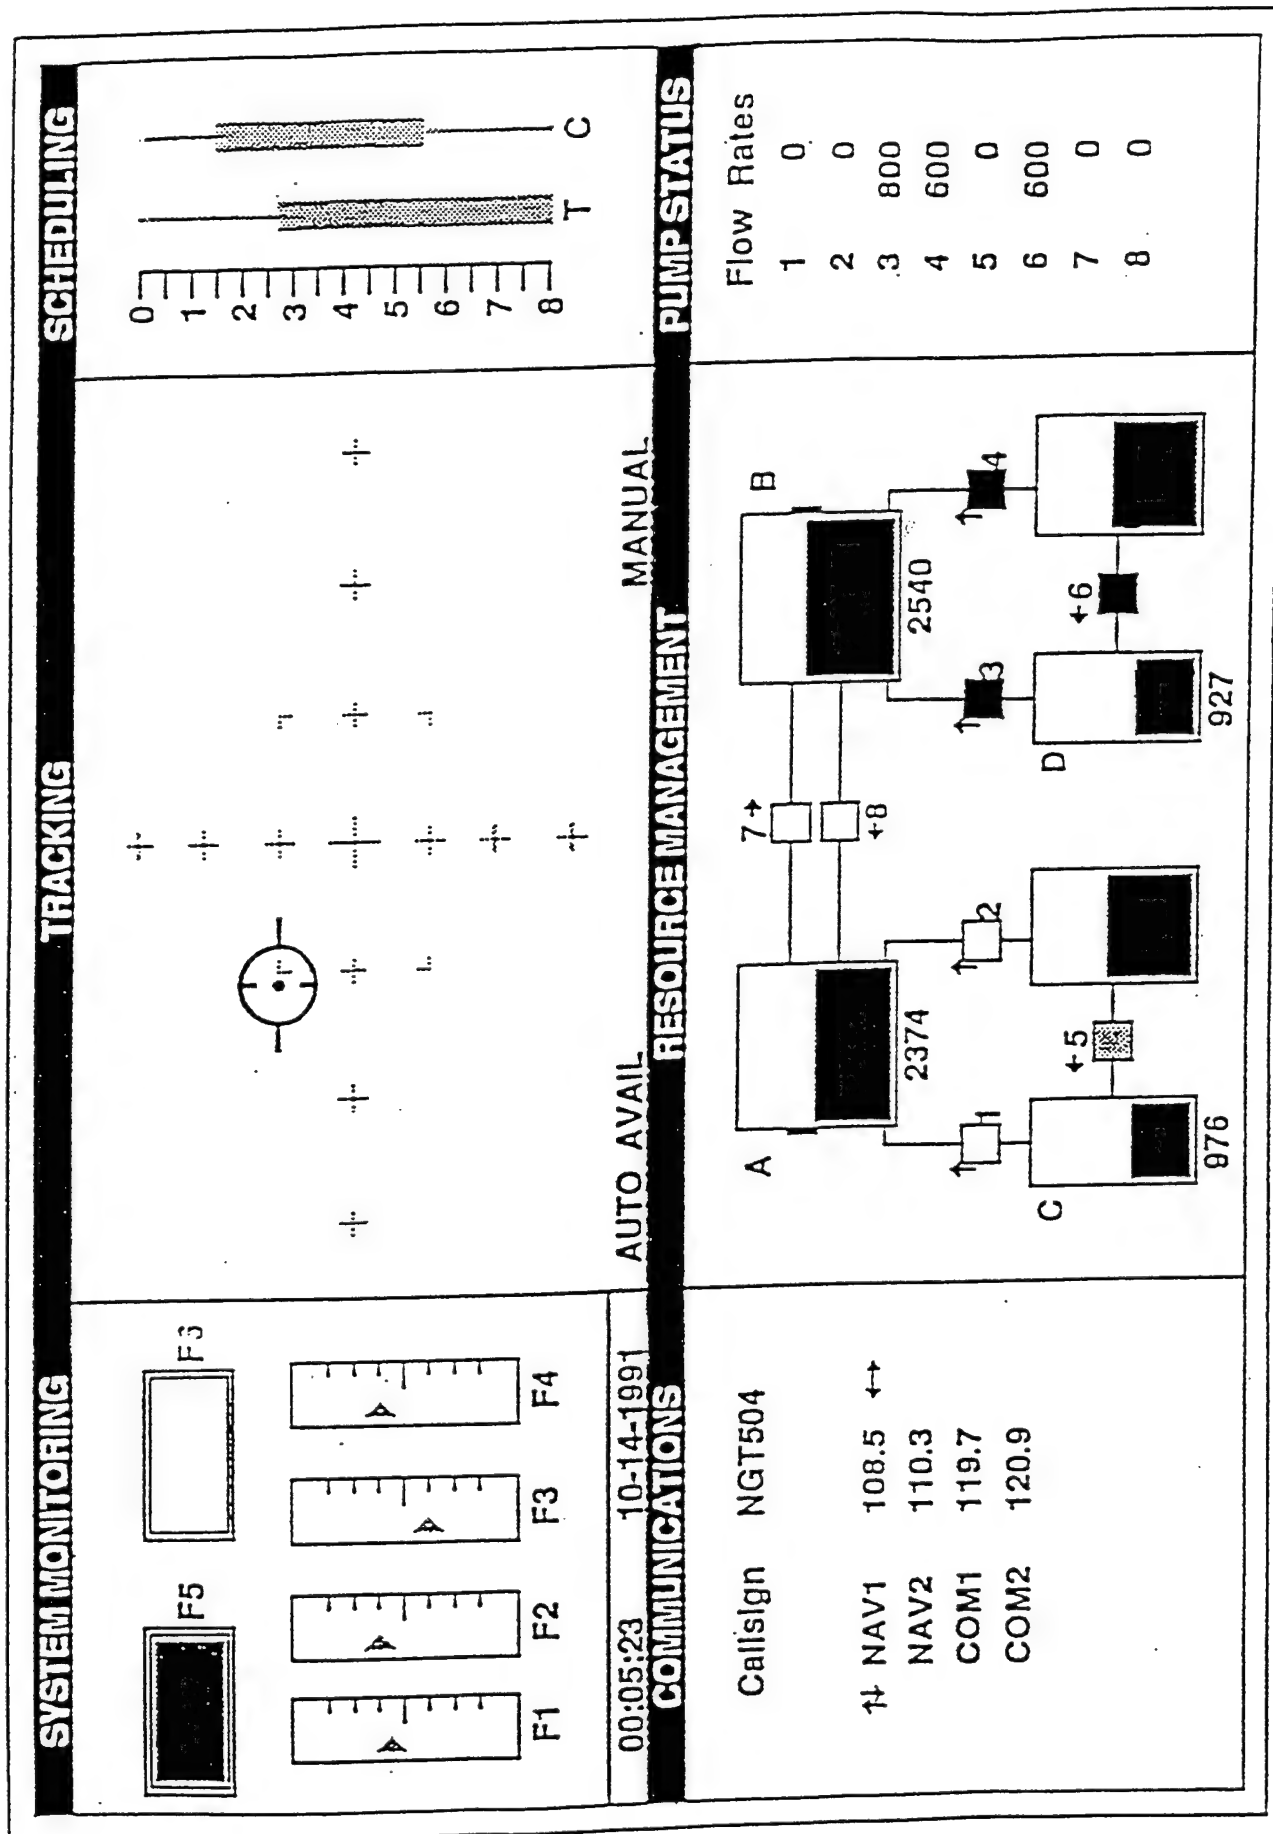 SYSTEM MONITORING
TRACKING
SCHEDULING
F5
F6
F1 F2 F3 F4
00:05:23 10-14-1991
AUTO AVAIL
MANUAL
0
1
2
3
4
5
6
7
8
T C
COMMUNICATIONS
RESOURCE MANAGEMENT
PUMP STATUS
Callsign NGT504
NAV1 108.5
NAV2 110.3
COM1 119.7
COM2 120.9
A
B
7
8
2374
2540
1
2
3
4
C
5
D
6
976
927
Flow Rates
1 0
2 0
3 800
4 600
5 0
6 600
7 0
8 0